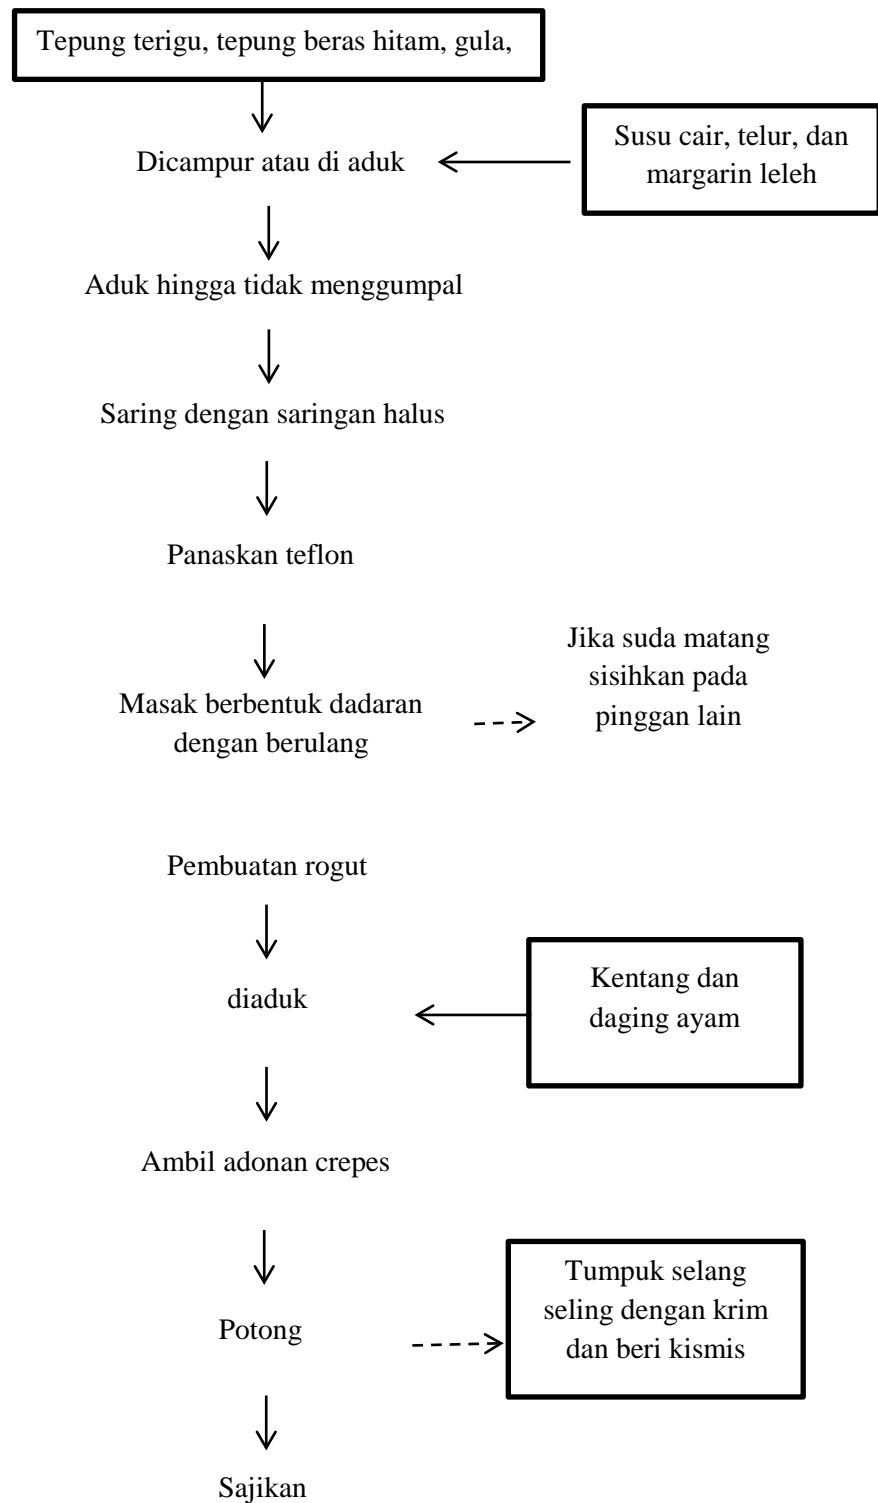 Tepung terigu, tepung beras hitam, gula,
Dicampur atau di aduk
Susu cair, telur, dan
margarin leleh
Aduk hingga tidak menggumpal
Saring dengan saringan halus
Panaskan teflon
Masak berbentuk dadaran
dengan berulang
Jika suda matang
sisihkan pada
pinggan lain
Pembuatan rogut
diaduk
Kentang dan
daging ayam
Ambil adonan crepes
Potong
Tumpuk selang
seling dengan krim
dan beri kismis
Sajikan